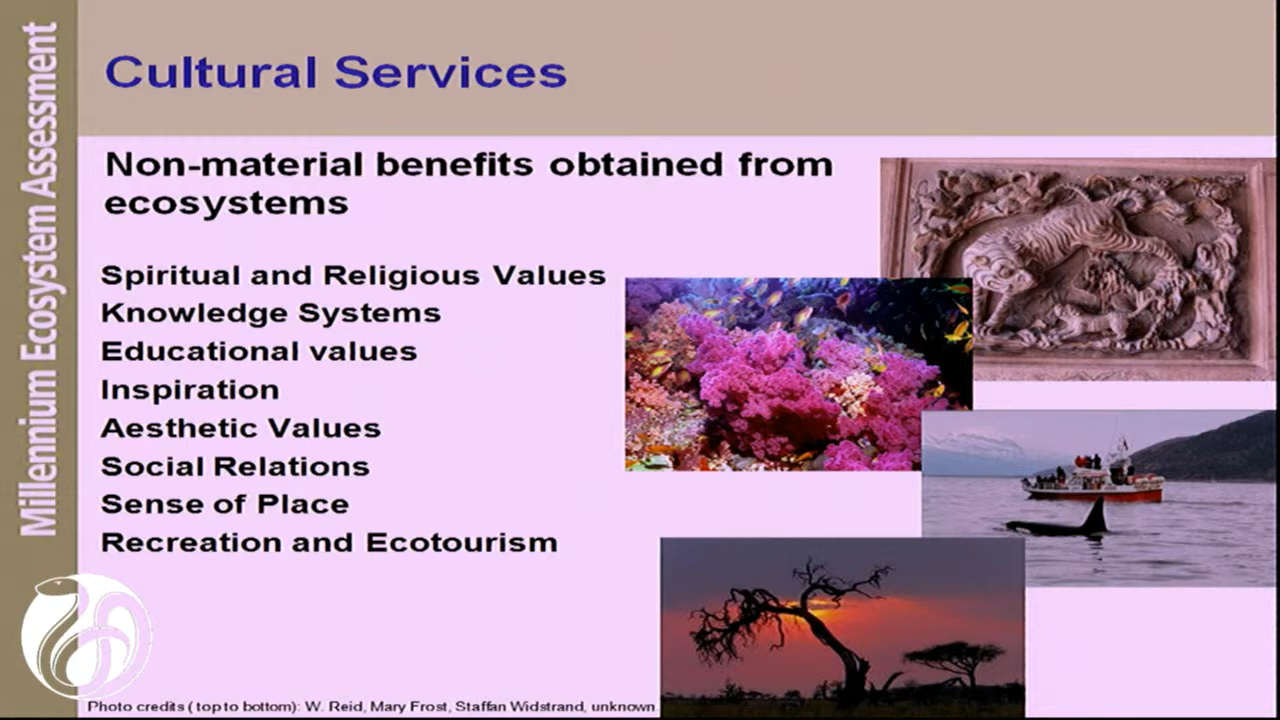 Millennium Ecosystem Assessment
Cultural Services
Non-material benefits obtained from
ecosystems
Spiritual and Religious Values
Knowledge Systems
Educational values
Inspiration
Aesthetic Values
Social Relations
Sense of Place
Recreation and Ecotourism
Photo credits ( top to bottom): W. Reid, Mary Frost, Staffan Widstrand, unknown.